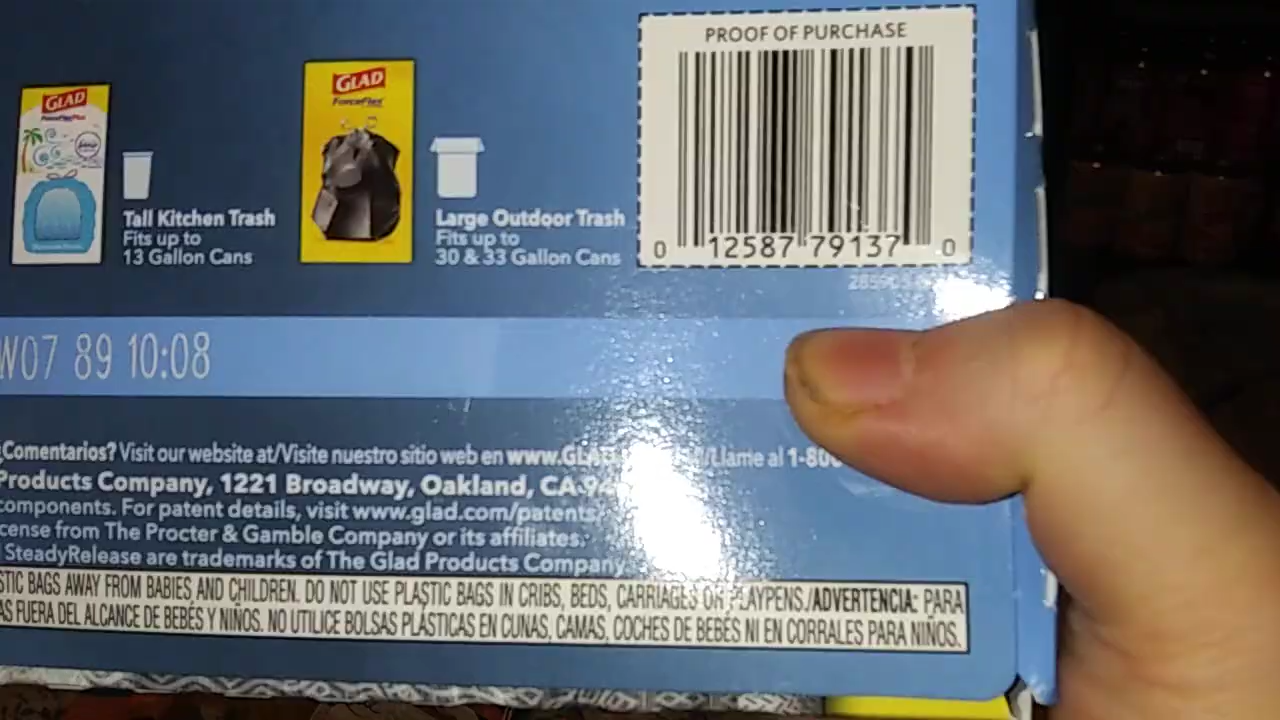 PROOF OF PURCHASE
0 12587 79137 0
GLAD
ForceFlexPlus
GLAD
ForceFlex
Tall Kitchen Trash
Fits up to
13 Gallon Cans
Large Outdoor Trash
Fits up to
30 & 33 Gallon Cans
W07 89 10:08
¿Comentarios? Visit our website at/Visite nuestro sitio web en www.GLA /Llame al 1-800
Products Company, 1221 Broadway, Oakland, CA 94
components. For patent details, visit www.glad.com/patents
cense from The Procter & Gamble Company or its affiliates.
SteadyRelease are trademarks of The Glad Products Company
STIC BAGS AWAY FROM BABIES AND CHILDREN. DO NOT USE PLASTIC BAGS IN CRIBS, BEDS, CARRIAGES OR PLAYPENS./ADVERTENCIA: PARA
AS FUERA DEL ALCANCE DE BEBÉS Y NIÑOS. NO UTILICE BOLSAS PLÁSTICAS EN CUNAS, CAMAS, COCHES DE BEBÉS NI EN CORRALES PARA NIÑOS.